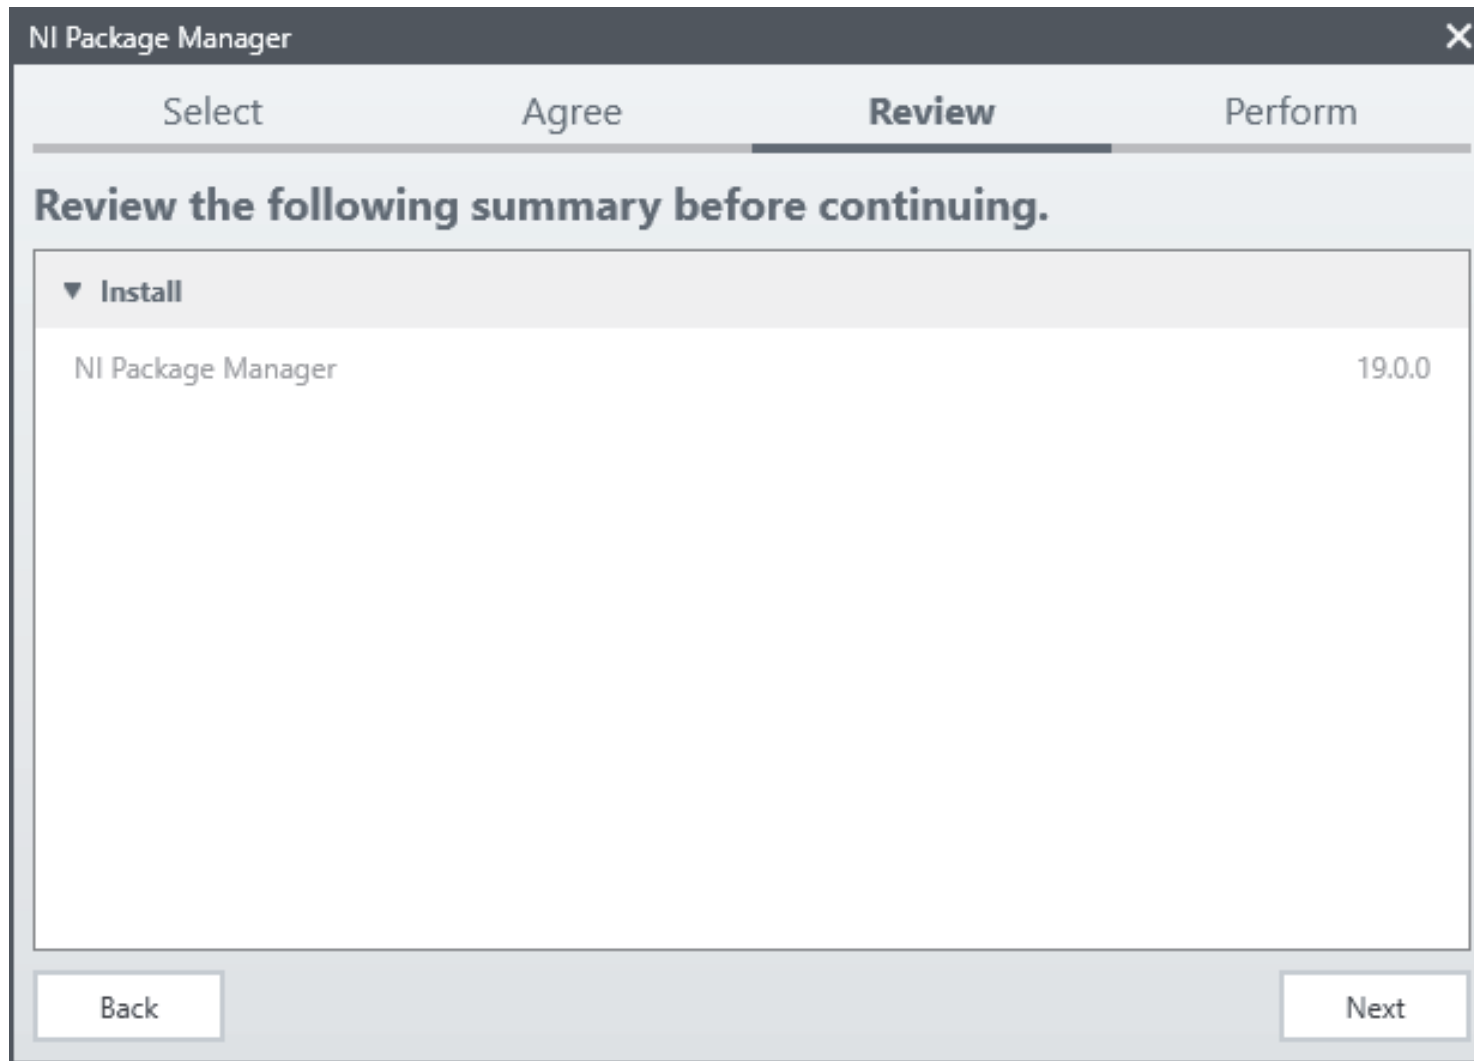 NI Package Manager
Select Agree Review Perform
Review the following summary before continuing.
Install
NI Package Manager 19.0.0
Back Next